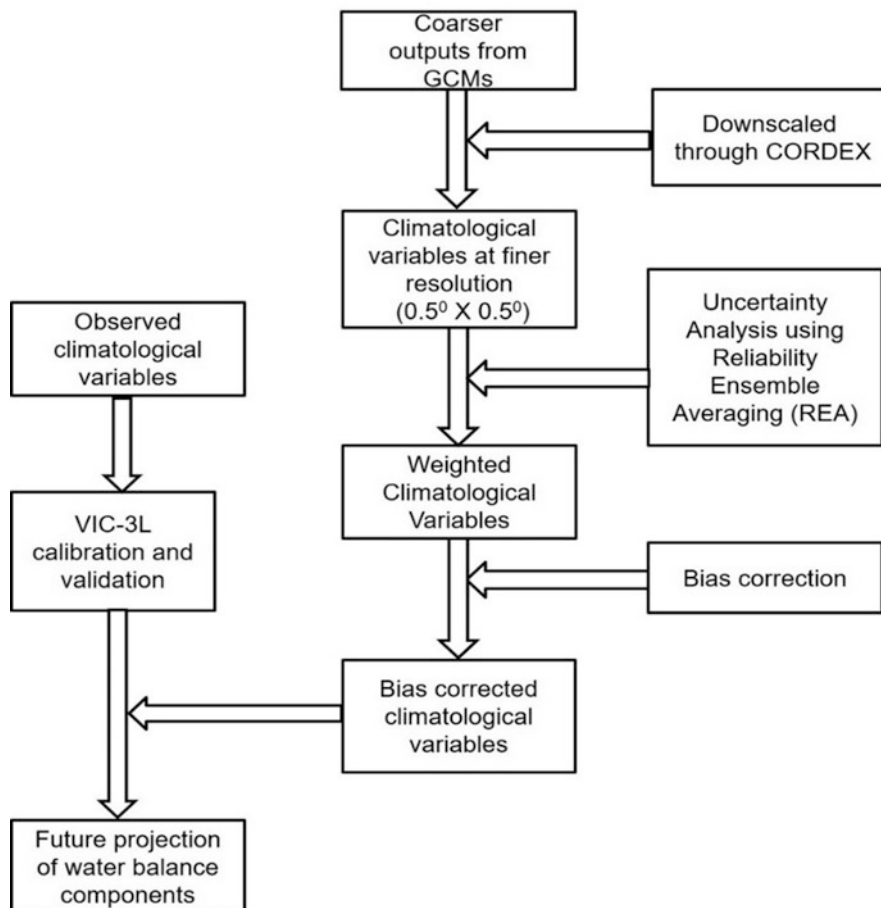 Coarser
outputs from
GCMs
Downscaled
through CORDEX
Climatological
variables at finer
resolution
(0.5⁰ X 0.5⁰)
Uncertainty
Analysis using
Reliability
Ensemble
Averaging (REA)
Observed
climatological
variables
Weighted
Climatological
Variables
VIC-3L
calibration and
validation
Bias correction
Bias corrected
climatological
variables
Future projection
of water balance
components